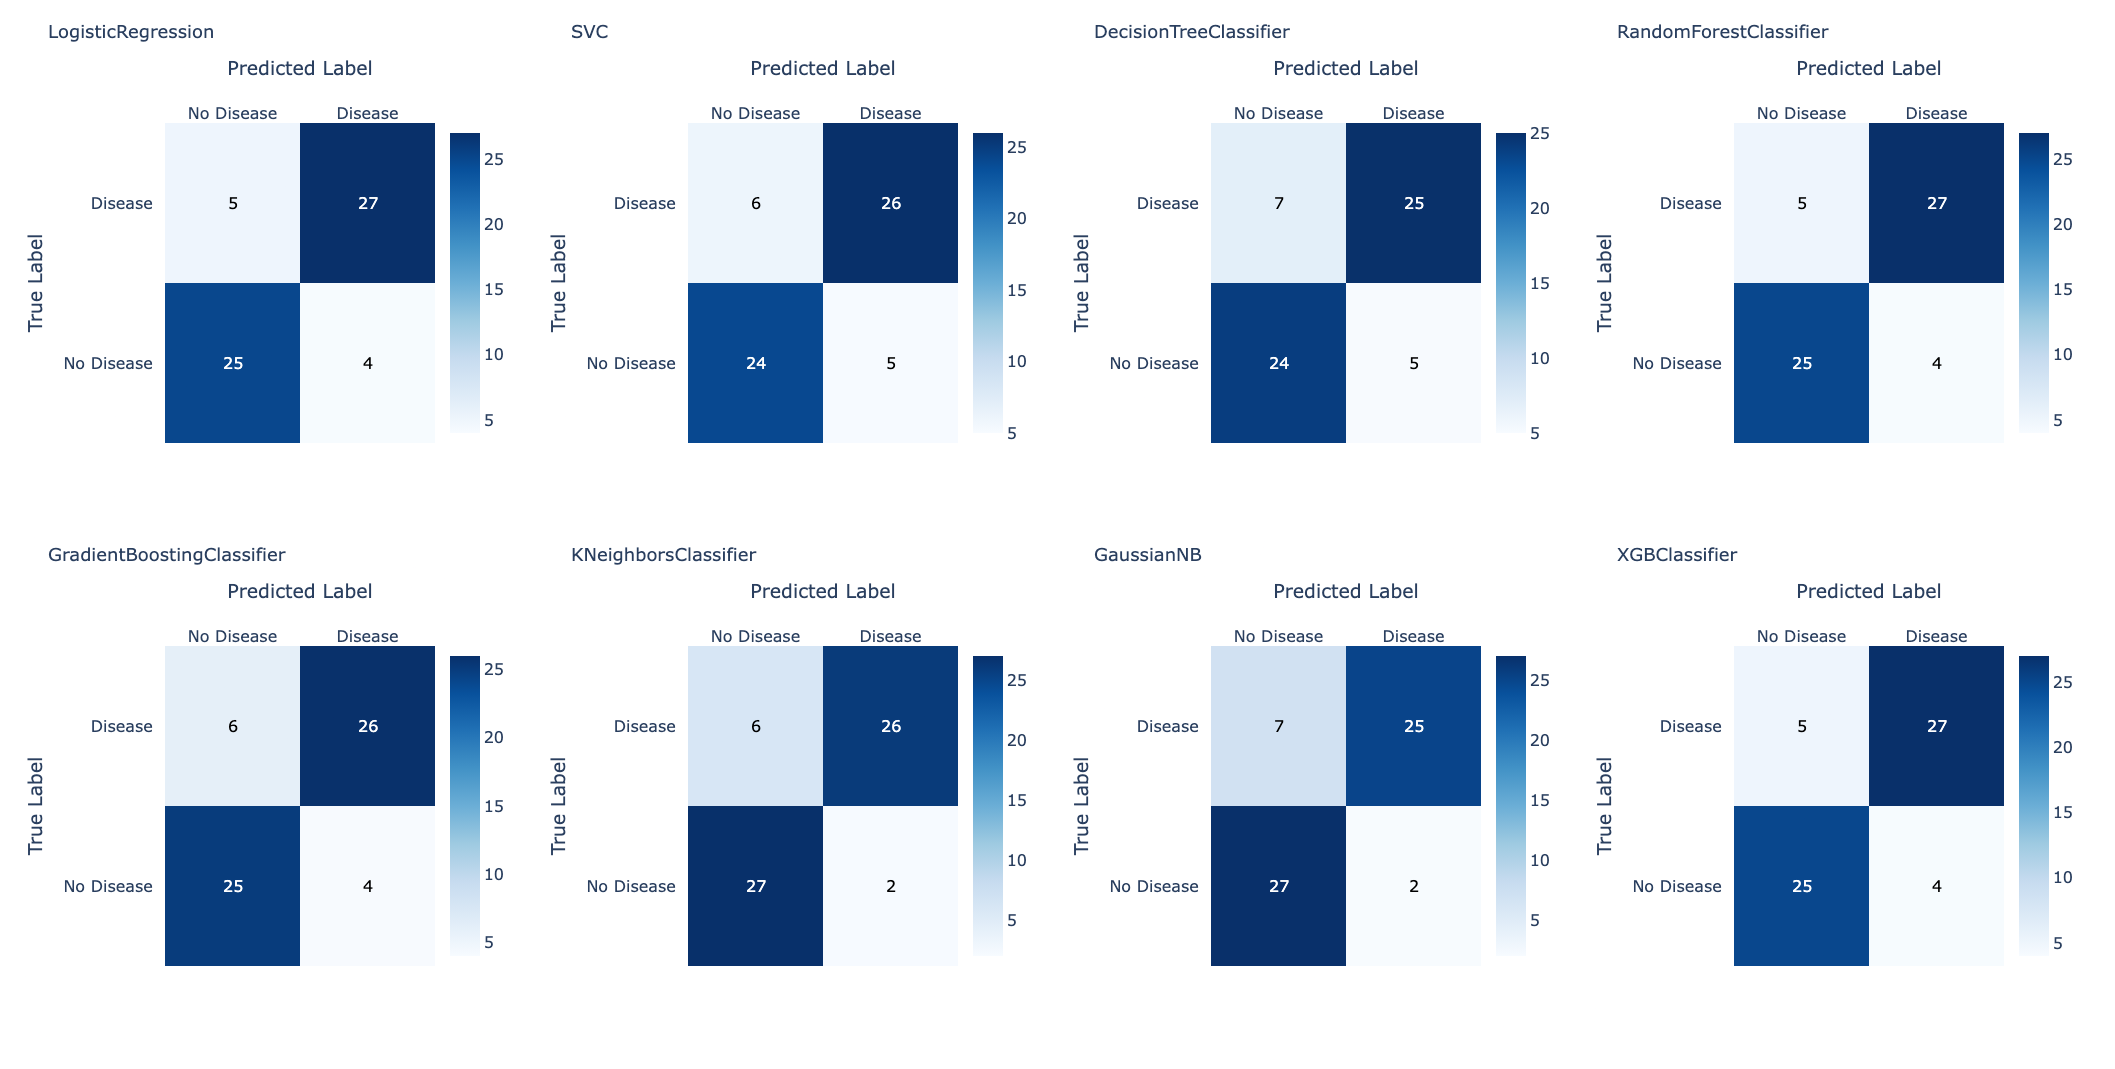 LogisticRegression
Predicted Label
No Disease Disease
True Label
Disease 5 27
No Disease 25 4
25
20
15
10
5
SVC
Predicted Label
No Disease Disease
True Label
Disease 6 26
No Disease 24 5
25
20
15
10
5
DecisionTreeClassifier
Predicted Label
No Disease Disease
True Label
Disease 7 25
No Disease 24 5
25
20
15
10
5
RandomForestClassifier
Predicted Label
No Disease Disease
True Label
Disease 5 27
No Disease 25 4
25
20
15
10
5
GradientBoostingClassifier
Predicted Label
No Disease Disease
True Label
Disease 6 26
No Disease 25 4
25
20
15
10
5
KNeighborsClassifier
Predicted Label
No Disease Disease
True Label
Disease 6 26
No Disease 27 2
25
20
15
10
5
GaussianNB
Predicted Label
No Disease Disease
True Label
Disease 7 25
No Disease 27 2
25
20
15
10
5
XGBClassifier
Predicted Label
No Disease Disease
True Label
Disease 5 27
No Disease 25 4
25
20
15
10
5